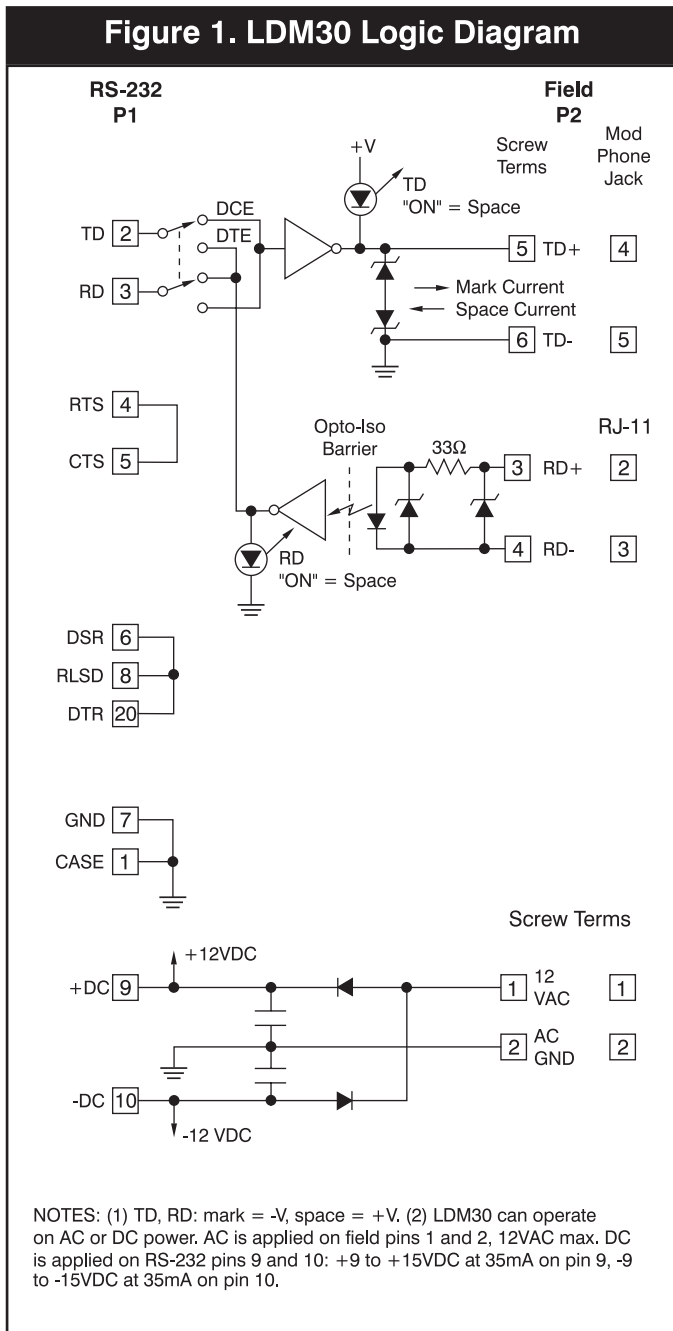 Figure 1. LDM30 Logic Diagram
RS-232
P1
Field
P2
Screw
Terms
Mod
Phone
Jack
+V
TD
"ON" = Space
DCE
DTE
TD 2
RD 3
5 TD+ 4
Mark Current
Space Current
6 TD- 5
RTS 4
CTS 5
Opto-Iso
Barrier
33Ω
RJ-11
3 RD+ 2
4 RD- 3
RD
"ON" = Space
DSR 6
RLSD 8
DTR 20
GND 7
CASE 1
Screw Terms
+12VDC
+DC 9
1 12 VAC 1
2 AC GND 2
-DC 10
-12 VDC
NOTES: (1) TD, RD: mark = -V, space = +V. (2) LDM30 can operate
on AC or DC power. AC is applied on field pins 1 and 2, 12VAC max. DC
is applied on RS-232 pins 9 and 10: +9 to +15VDC at 35mA on pin 9, -9
to -15VDC at 35mA on pin 10.